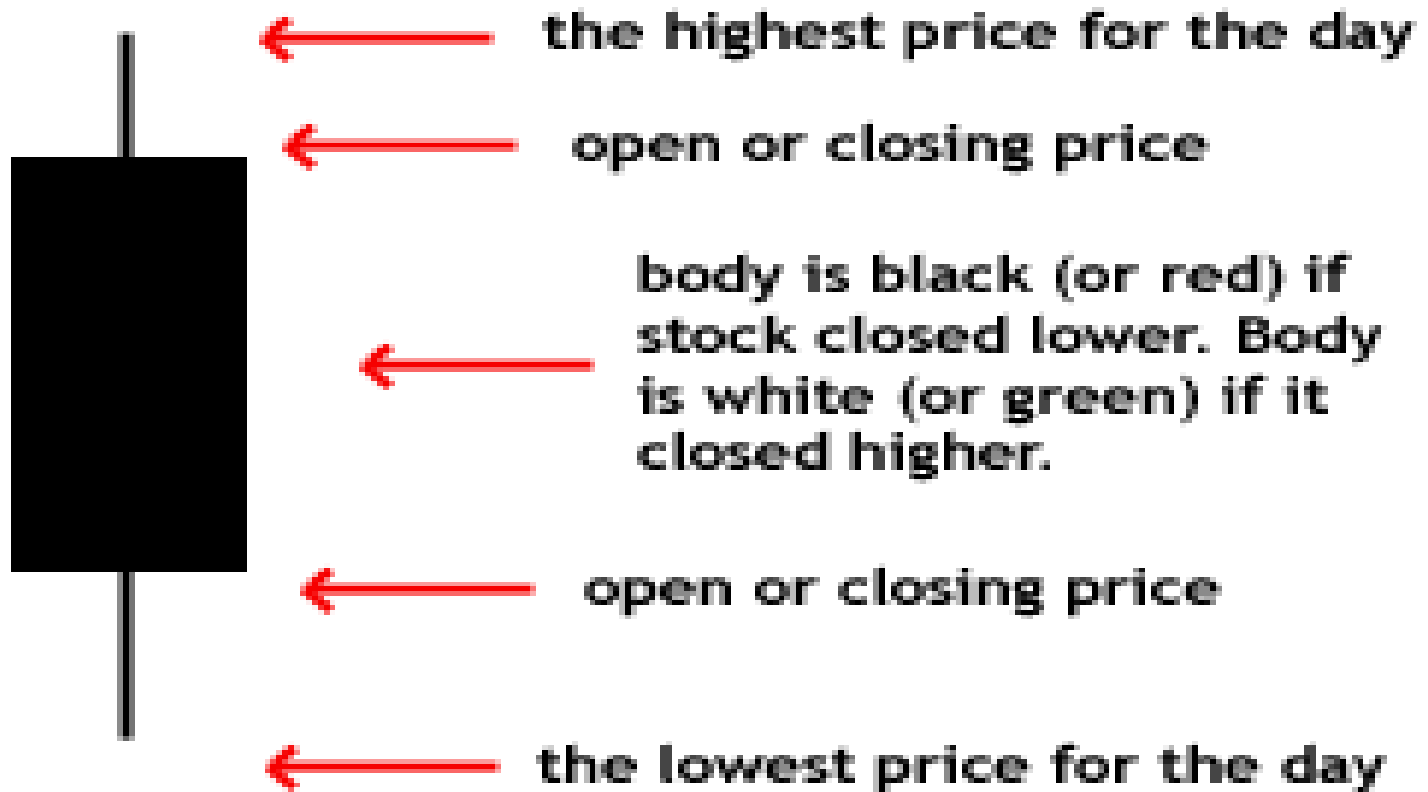 the highest price for the day
open or closing price
body is black (or red) if
stock closed lower. Body
is white (or green) if it
closed higher.
open or closing price
the lowest price for the day